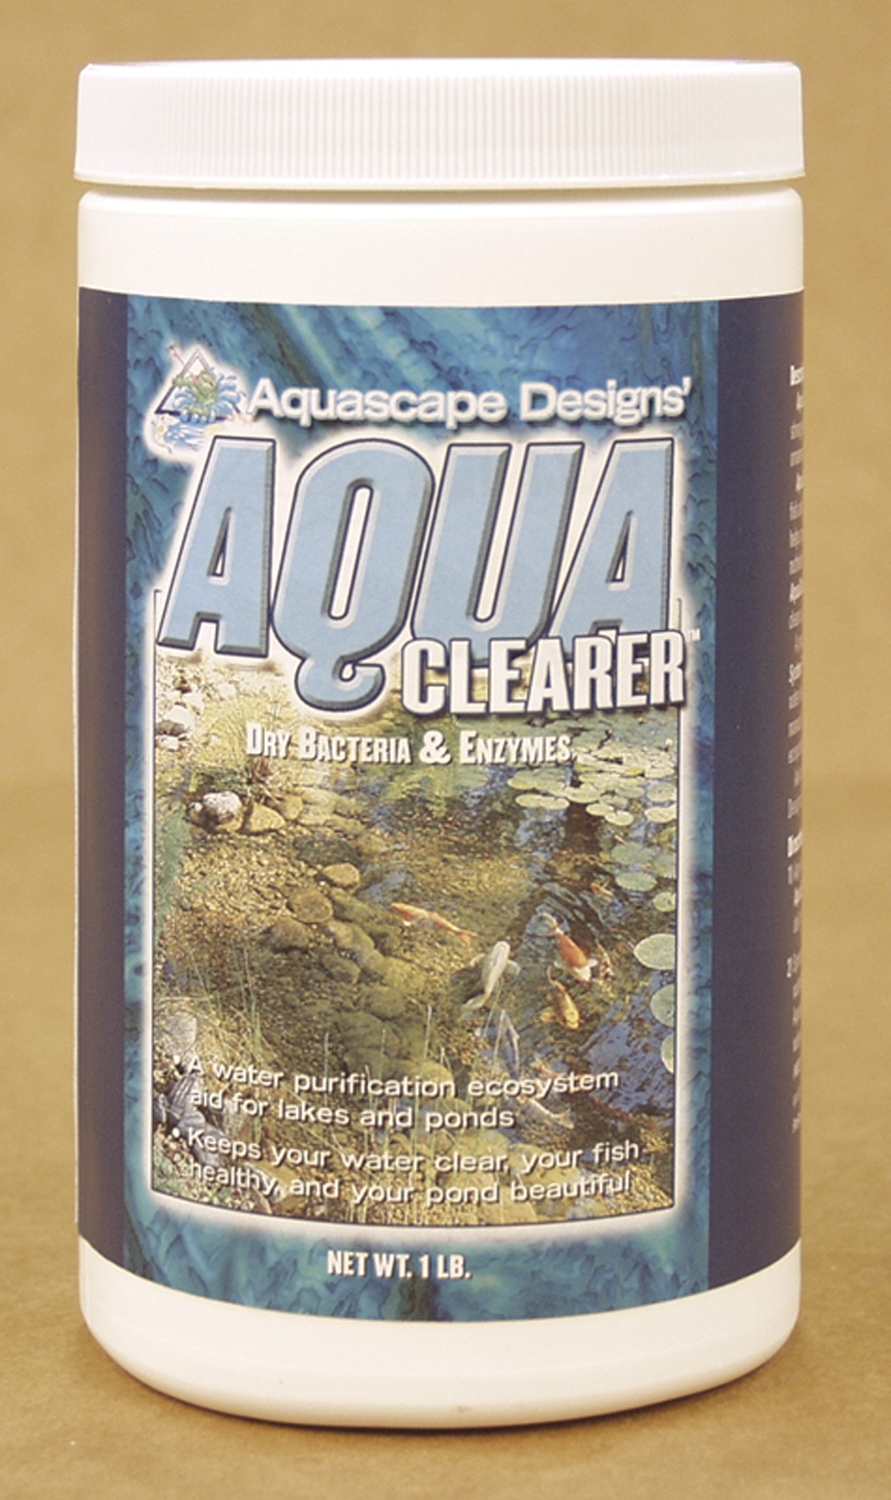 Aquascape Designs'
AQUA
CLEARER™
DRY BACTERIA & ENZYMES
• A water purification ecosystem
aid for lakes and ponds
• Keeps your water clear, your fish
healthy, and your pond beautiful
NET WT. 1 LB.